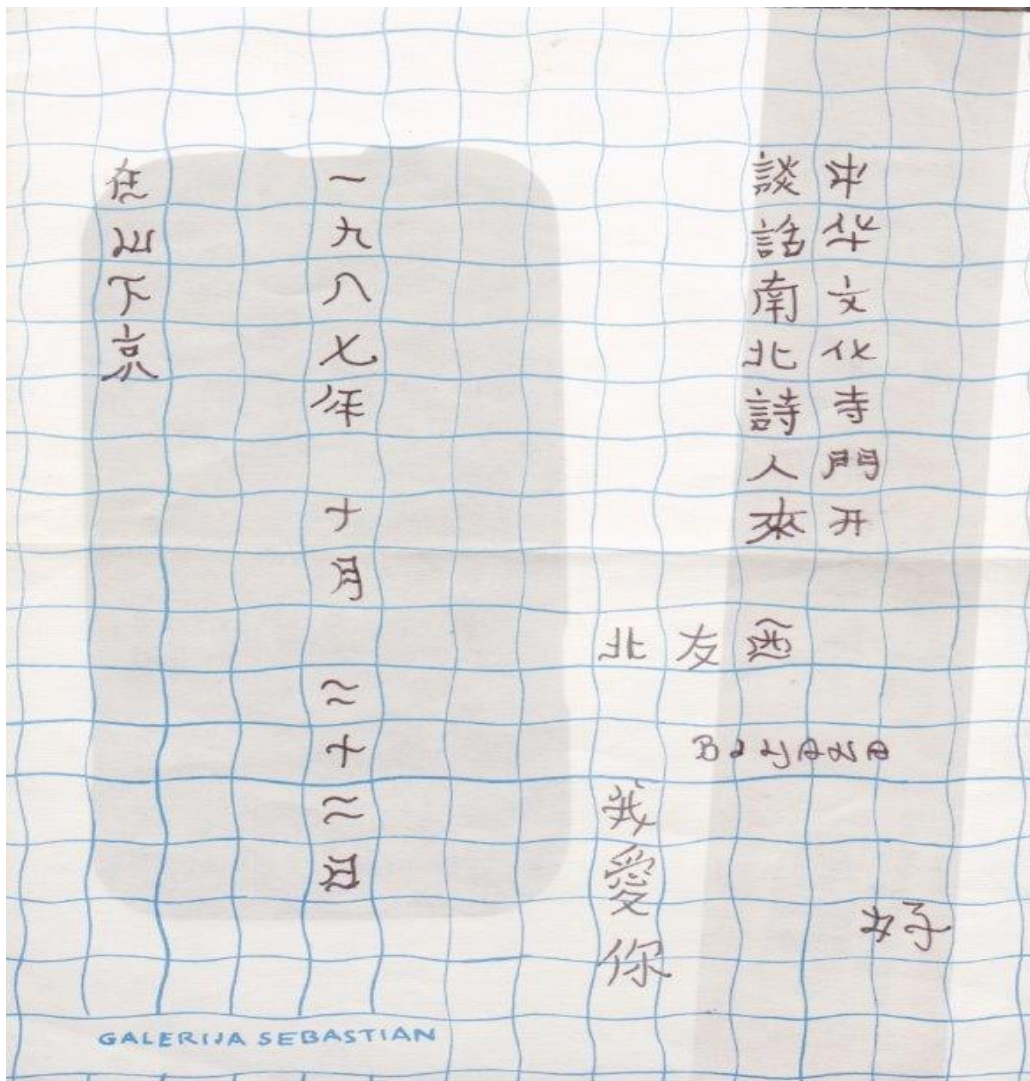 中华文化寺門开
談話南北詩人來
西
友
北
BILJANA
我愛你
好
一九八七年 十月 二十二日
在山下京
GALERIJA SEBASTIAN